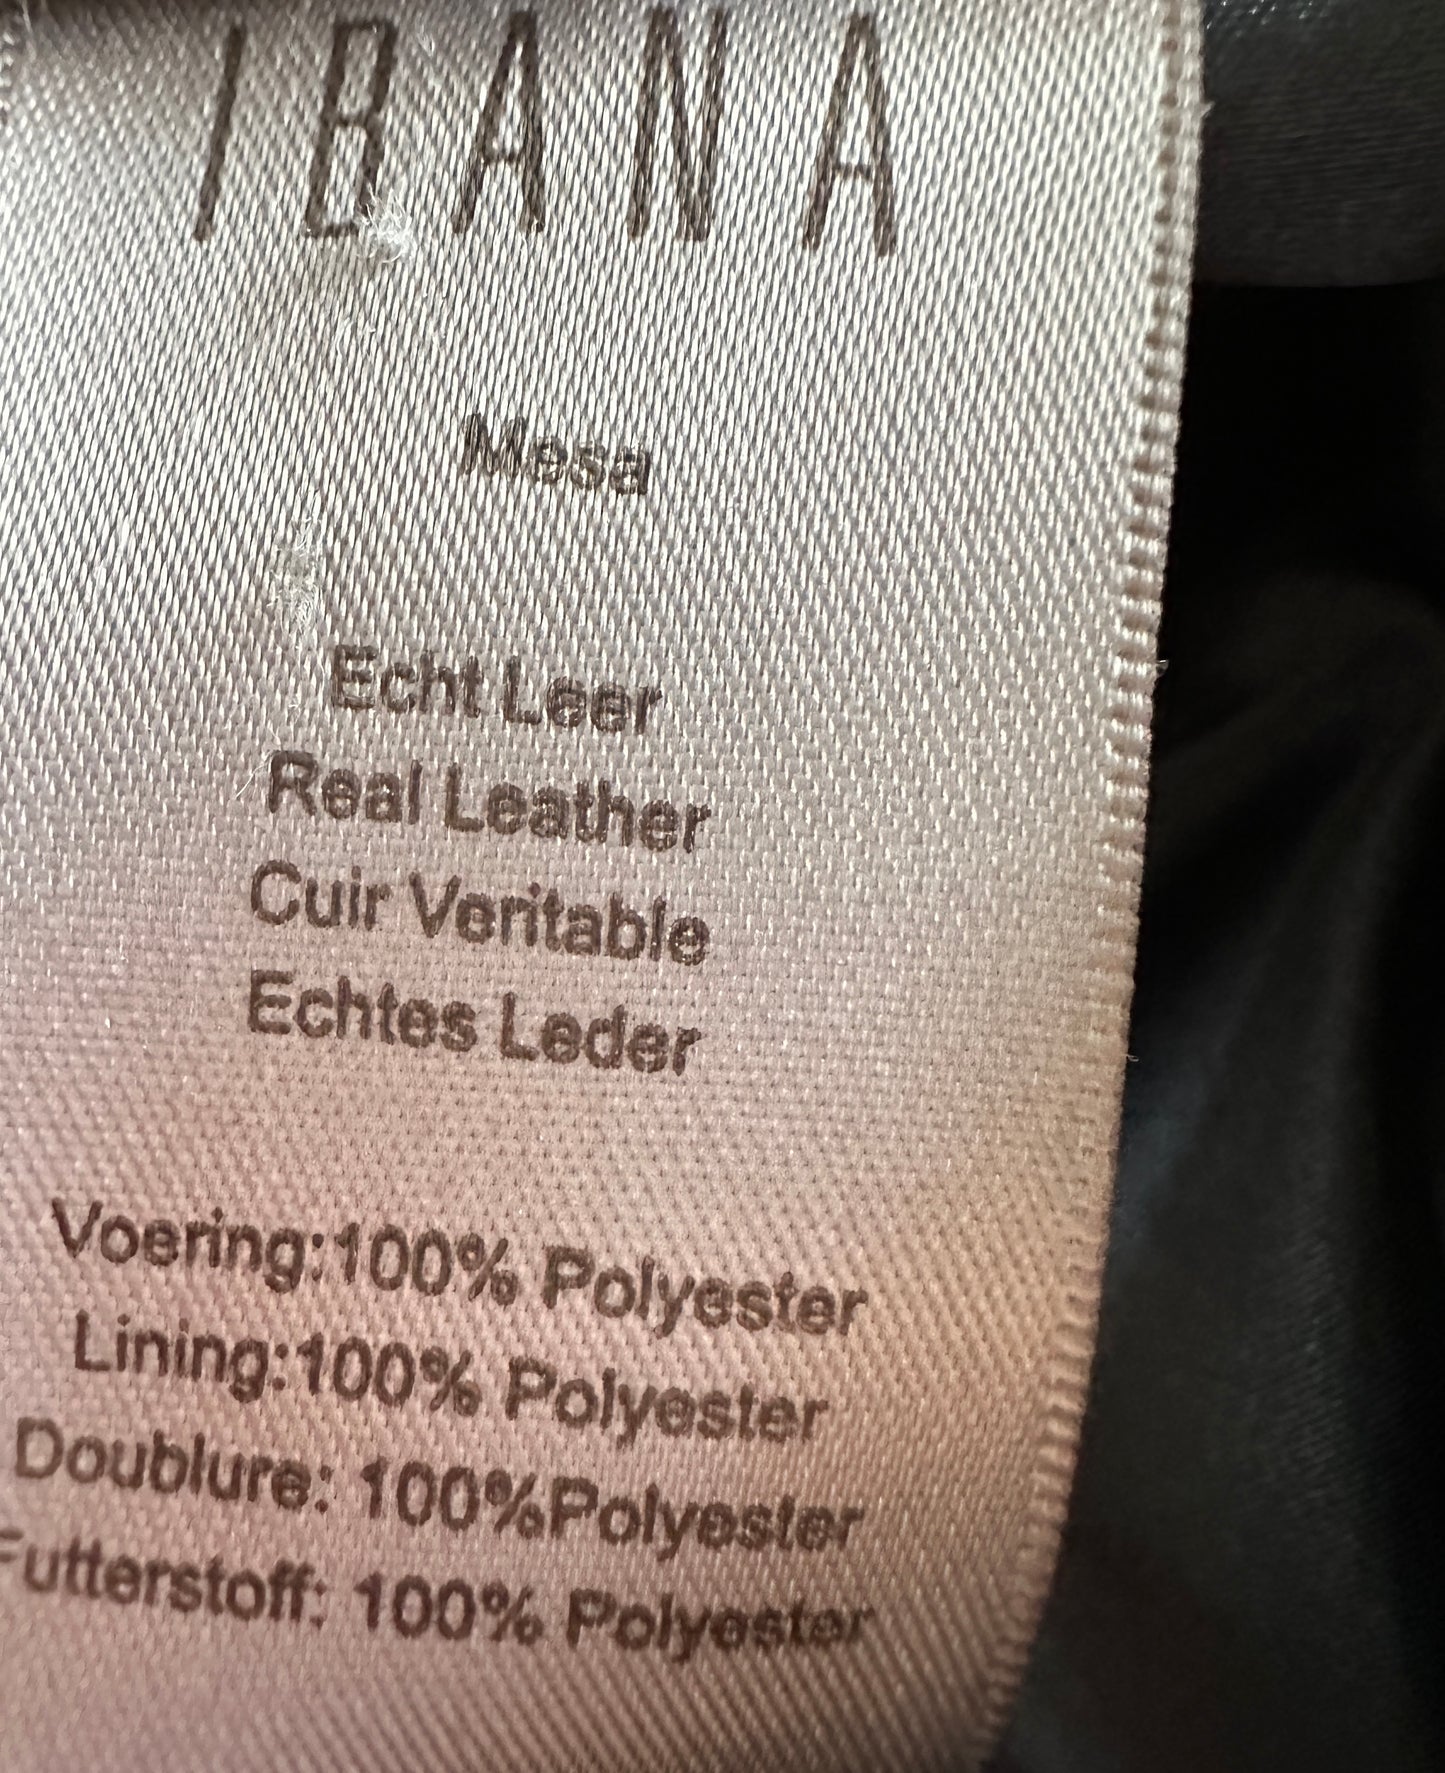 IBANA
Mesa
Echt Leer
Real Leather
Cuir Veritable
Echtes Leder
Voering:100% Polyester
Lining:100% Polyester
Doublure: 100%Polyester
Futterstoff: 100% Polyester